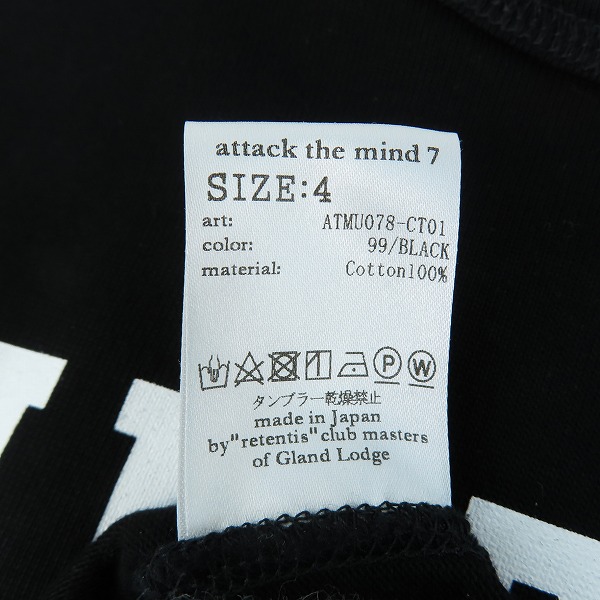 attack the mind 7
SIZE:4
art: ATMU078-CT01
color: 99/BLACK
material: Cotton100%
P W
タンブラー乾燥禁止
made in Japan
by"retentis"club masters
of Gland Lodge